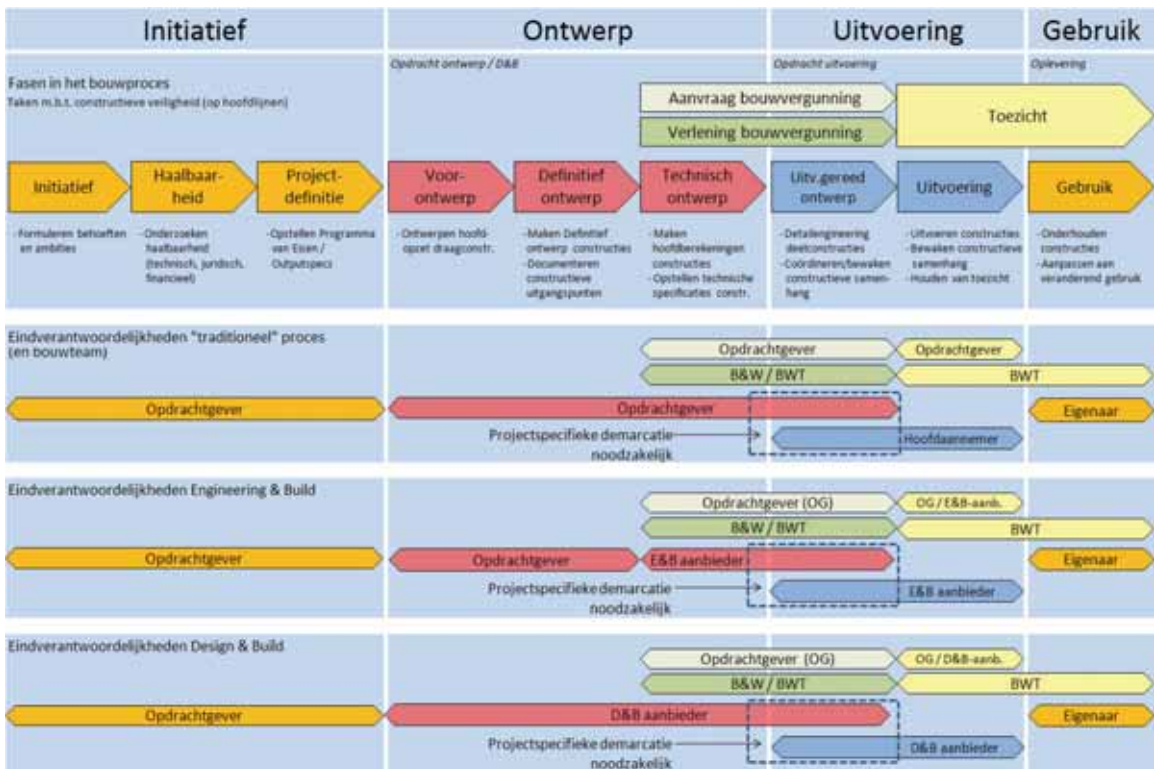 Initiatief
Ontwerp
Uitvoering
Gebruik
Opdracht ontwerp / D&B
Opdracht uitvoering
Oplevering
Fasen in het bouwproces
Taken m.b.t. constructieve veiligheid (op hoofdlijnen)
Aanvraag bouwvergunning
Verlening bouwvergunning
Toezicht
Initiatief
Haalbaar-
heid
Project-
definitie
Voor-
ontwerp
Definitief
ontwerp
Technisch
ontwerp
Uitv.gereed
ontwerp
Uitvoering
Gebruik
-Formuleren behoeften
en ambities
-Onderzoeken
haalbaarheid
(technisch, juridisch,
financieel)
-Opstellen Programma
van Eisen /
Outputspecs
-Ontwerpen hoofd-
opzet draagconstr.
-Maken Definitief
ontwerp constructies
-Documenteren
constructieve
uitgangspunten
-Maken
hoofdberekeningen
constructies
-Opstellen technische
specificaties constr.
-Detailengineering
deelconstructies
-Coördineren/bewaken
constructieve samen-
hang
-Uitvoeren constructies
-Bewaken constructieve
samenhang
-Houden van toezicht
-Onderhouden
constructies
-Aanpassen aan
veranderend gebruik
Eindverantwoordelijkheden "traditioneel" proces
(en bouwteam)
Opdrachtgever
Opdrachtgever
B&W / BWT
BWT
Opdrachtgever
Opdrachtgever
Eigenaar
Projectspecifieke demarcatie
noodzakelijk
Hoofdaannemer
Eindverantwoordelijkheden Engineering & Build
Opdrachtgever (OG)
OG / E&B-aanb.
B&W / BWT
BWT
Opdrachtgever
Opdrachtgever
E&B aanbieder
Eigenaar
Projectspecifieke demarcatie
noodzakelijk
E&B aanbieder
Eindverantwoordelijkheden Design & Build
Opdrachtgever (OG)
OG / D&B-aanb.
B&W / BWT
BWT
Opdrachtgever
D&B aanbieder
Eigenaar
Projectspecifieke demarcatie
noodzakelijk
D&B aanbieder